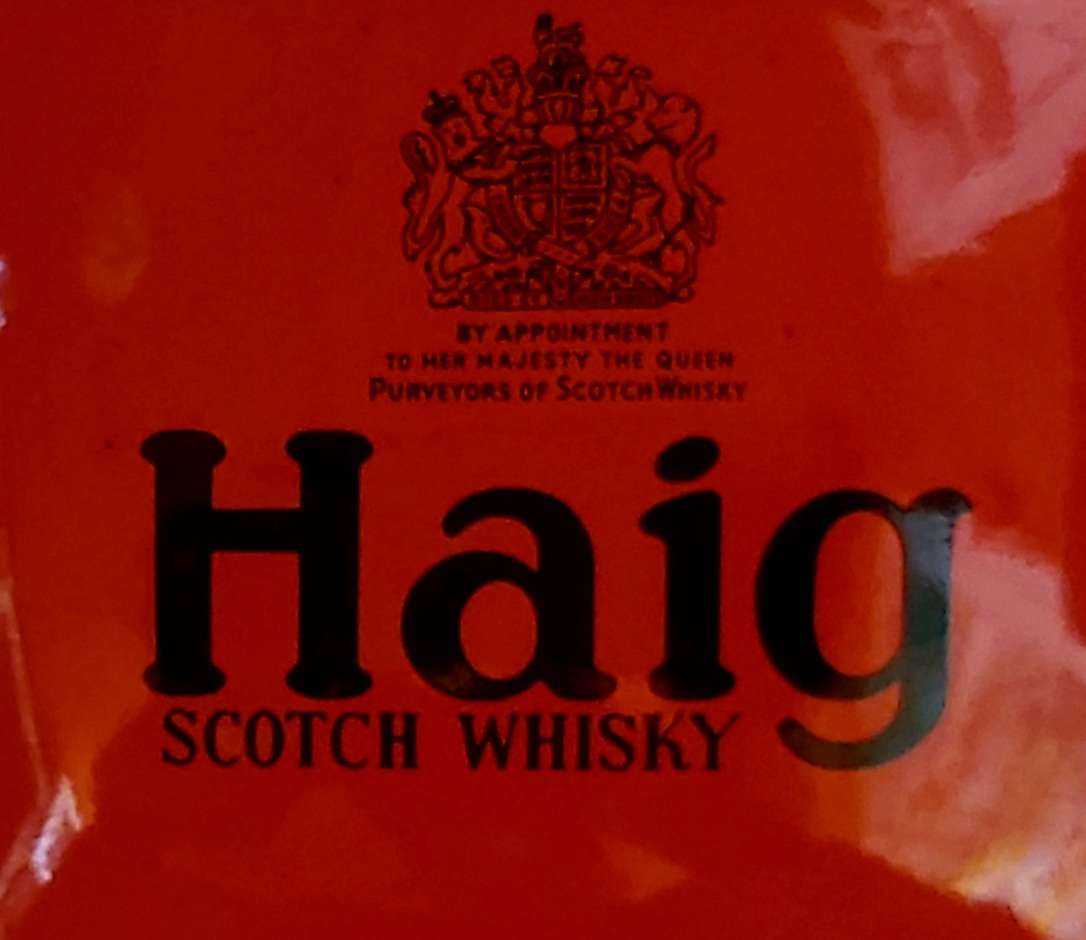 BY APPOINTMENT
TO HER MAJESTY THE QUEEN
PURVEYORS OF SCOTCH WHISKY
Haig
SCOTCH WHISKY